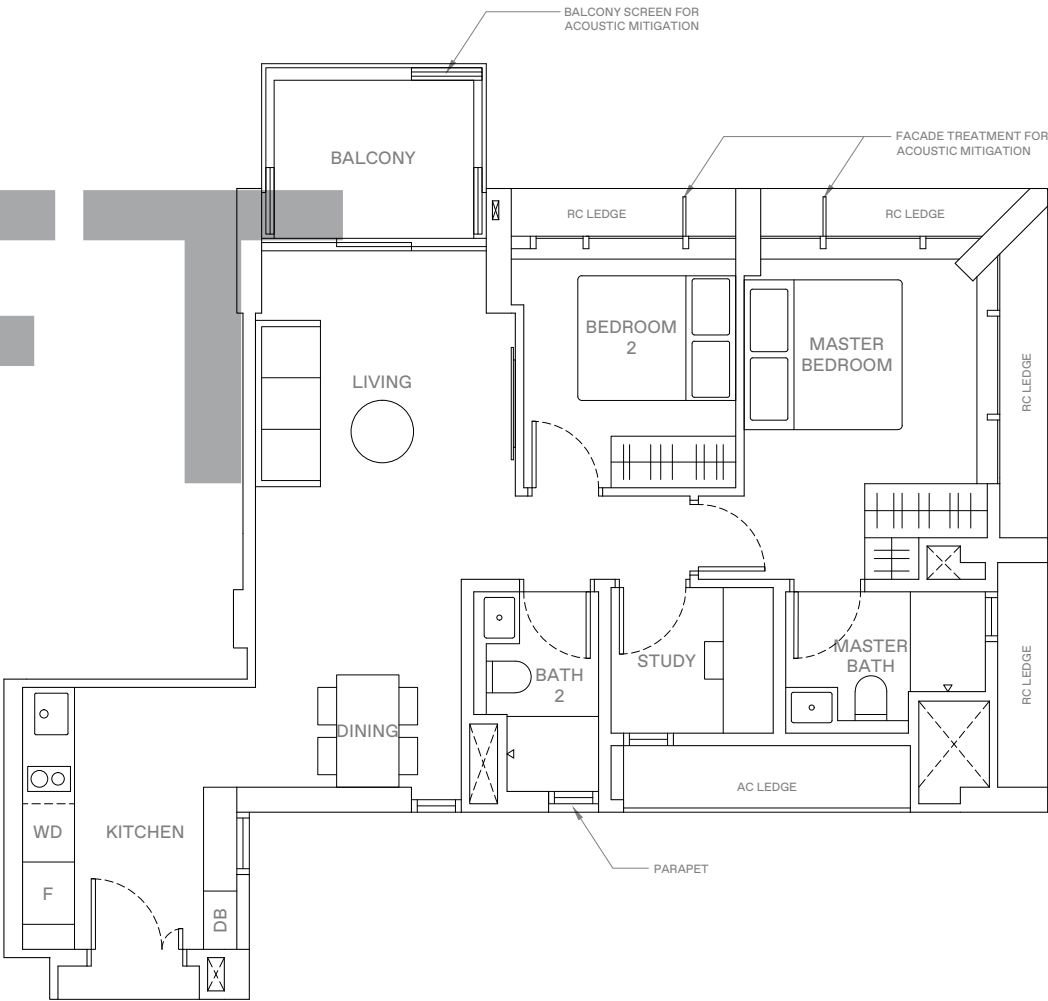 BALCONY SCREEN FOR
ACOUSTIC MITIGATION
FACADE TREATMENT FOR
ACOUSTIC MITIGATION
BALCONY
RC LEDGE
RC LEDGE
BEDROOM
2
MASTER
BEDROOM
RC LEDGE
LIVING
STUDY
MASTER
BATH
BATH
2
RC LEDGE
DINING
AC LEDGE
WD
KITCHEN
PARAPET
F
DB